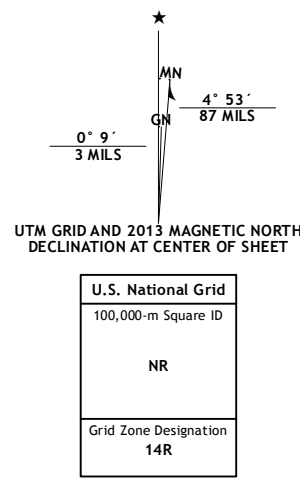 ★
MN
4° 53´
87 MILS
GN
0° 9´
3 MILS
UTM GRID AND 2013 MAGNETIC NORTH
DECLINATION AT CENTER OF SHEET
U.S. National Grid
100,000-m Square ID
NR
Grid Zone Designation
14R